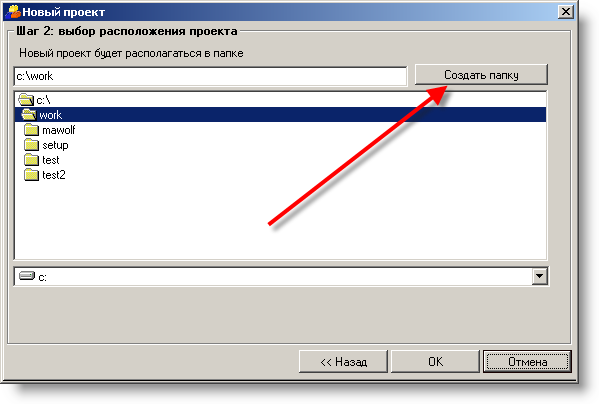 Новый проект
Шаг 2: выбор расположения проекта
Новый проект будет располагаться в папке
c:\work
Создать папку
c:\
work
mawolf
setup
test
test2
c:
<< Назад
OK
Отмена